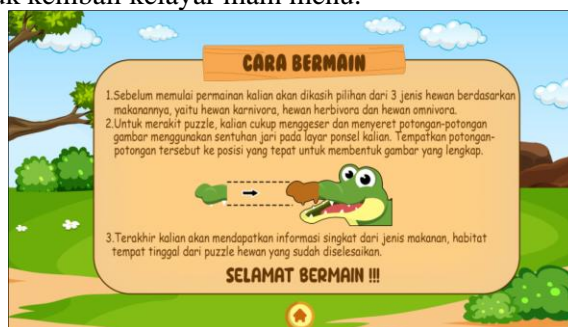 kembali kelayar main menu.
CARA BERMAIN
1.Sebelum memulai permainan kalian akan dikasih pilihan dari 3 jenis hewan berdasarkan
makanannya, yaitu hewan karnivora, hewan herbivora dan hewan omnivora.
2.Untuk merakit puzzle, kalian cukup menggeser dan menyeret potongan-potongan
gambar menggunakan sentuhan jari pada layar ponsel kalian. Tempatkan potongan-
potongan tersebut ke posisi yang tepat untuk membentuk gambar yang lengkap.
3.Terakhir kalian akan mendapatkan informasi singkat dari jenis makanan, habitat
tempat tinggal dari puzzle hewan yang sudah diselesaikan.
SELAMAT BERMAIN !!!